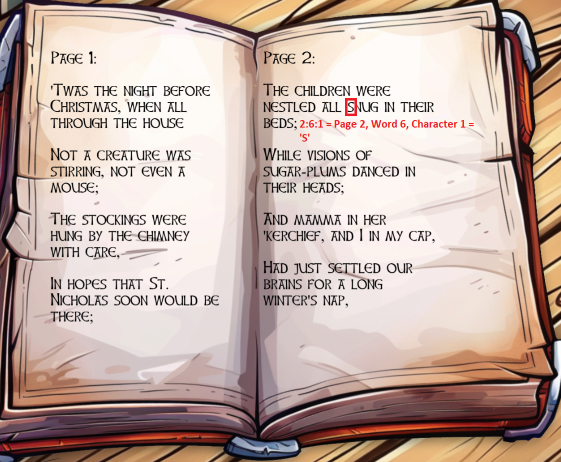 Page 1:
'Twas the night before
Christmas, when all
through the house
Not a creature was
stirring, not even a
mouse;
The stockings were
hung by the chimney
with care,
In hopes that St.
Nicholas soon would be
there;
Page 2:
The children were
nestled all snug in their
beds; 2:6:1 = Page 2, Word 6, Character 1 =
'S'
While visions of
sugar-plums danced in
their heads;
And mamma in her
'kerchief, and I in my cap,
Had just settled our
brains for a long
winter's nap,